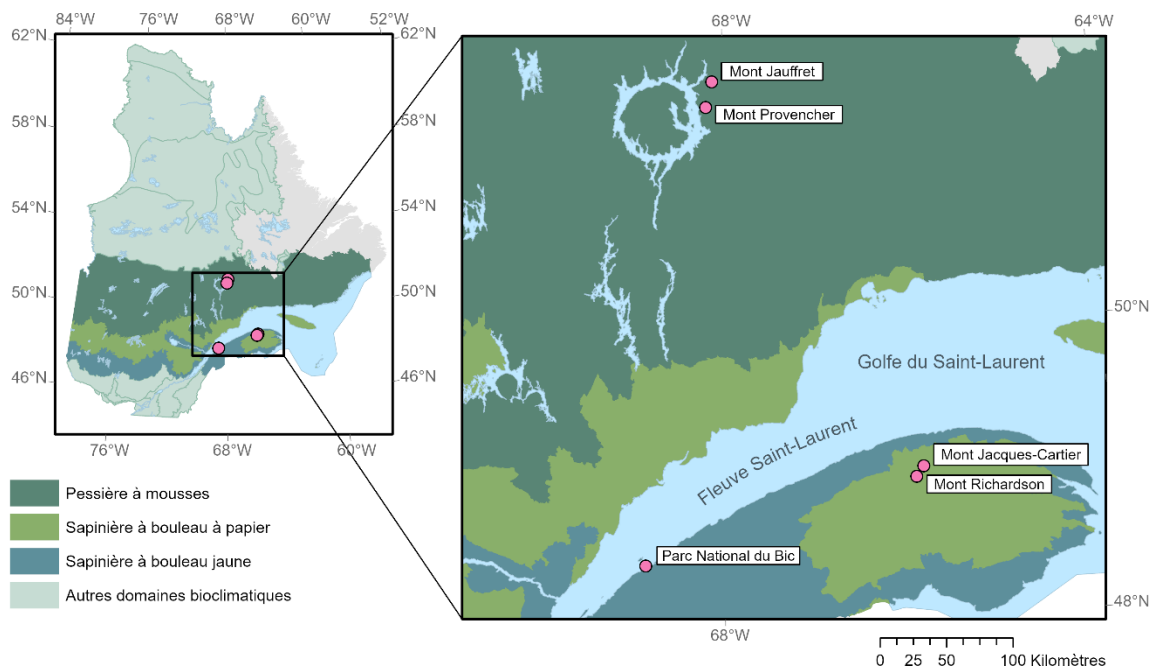 84°W 76°W 68°W 60°W 52°W
62°N
62°N
58°N
58°N
54°N
54°N
50°N
50°N
46°N
46°N
76°W 68°W 60°W
Pessière à mousses
Sapinière à bouleau à papier
Sapinière à bouleau jaune
Autres domaines bioclimatiques
68°W 64°W
Mont Jauffret
Mont Provencher
50°N
Golfe du Saint-Laurent
Fleuve Saint-Laurent
Mont Jacques-Cartier
Mont Richardson
Parc National du Bic
48°N
68°W
0 25 50 100 Kilomètres